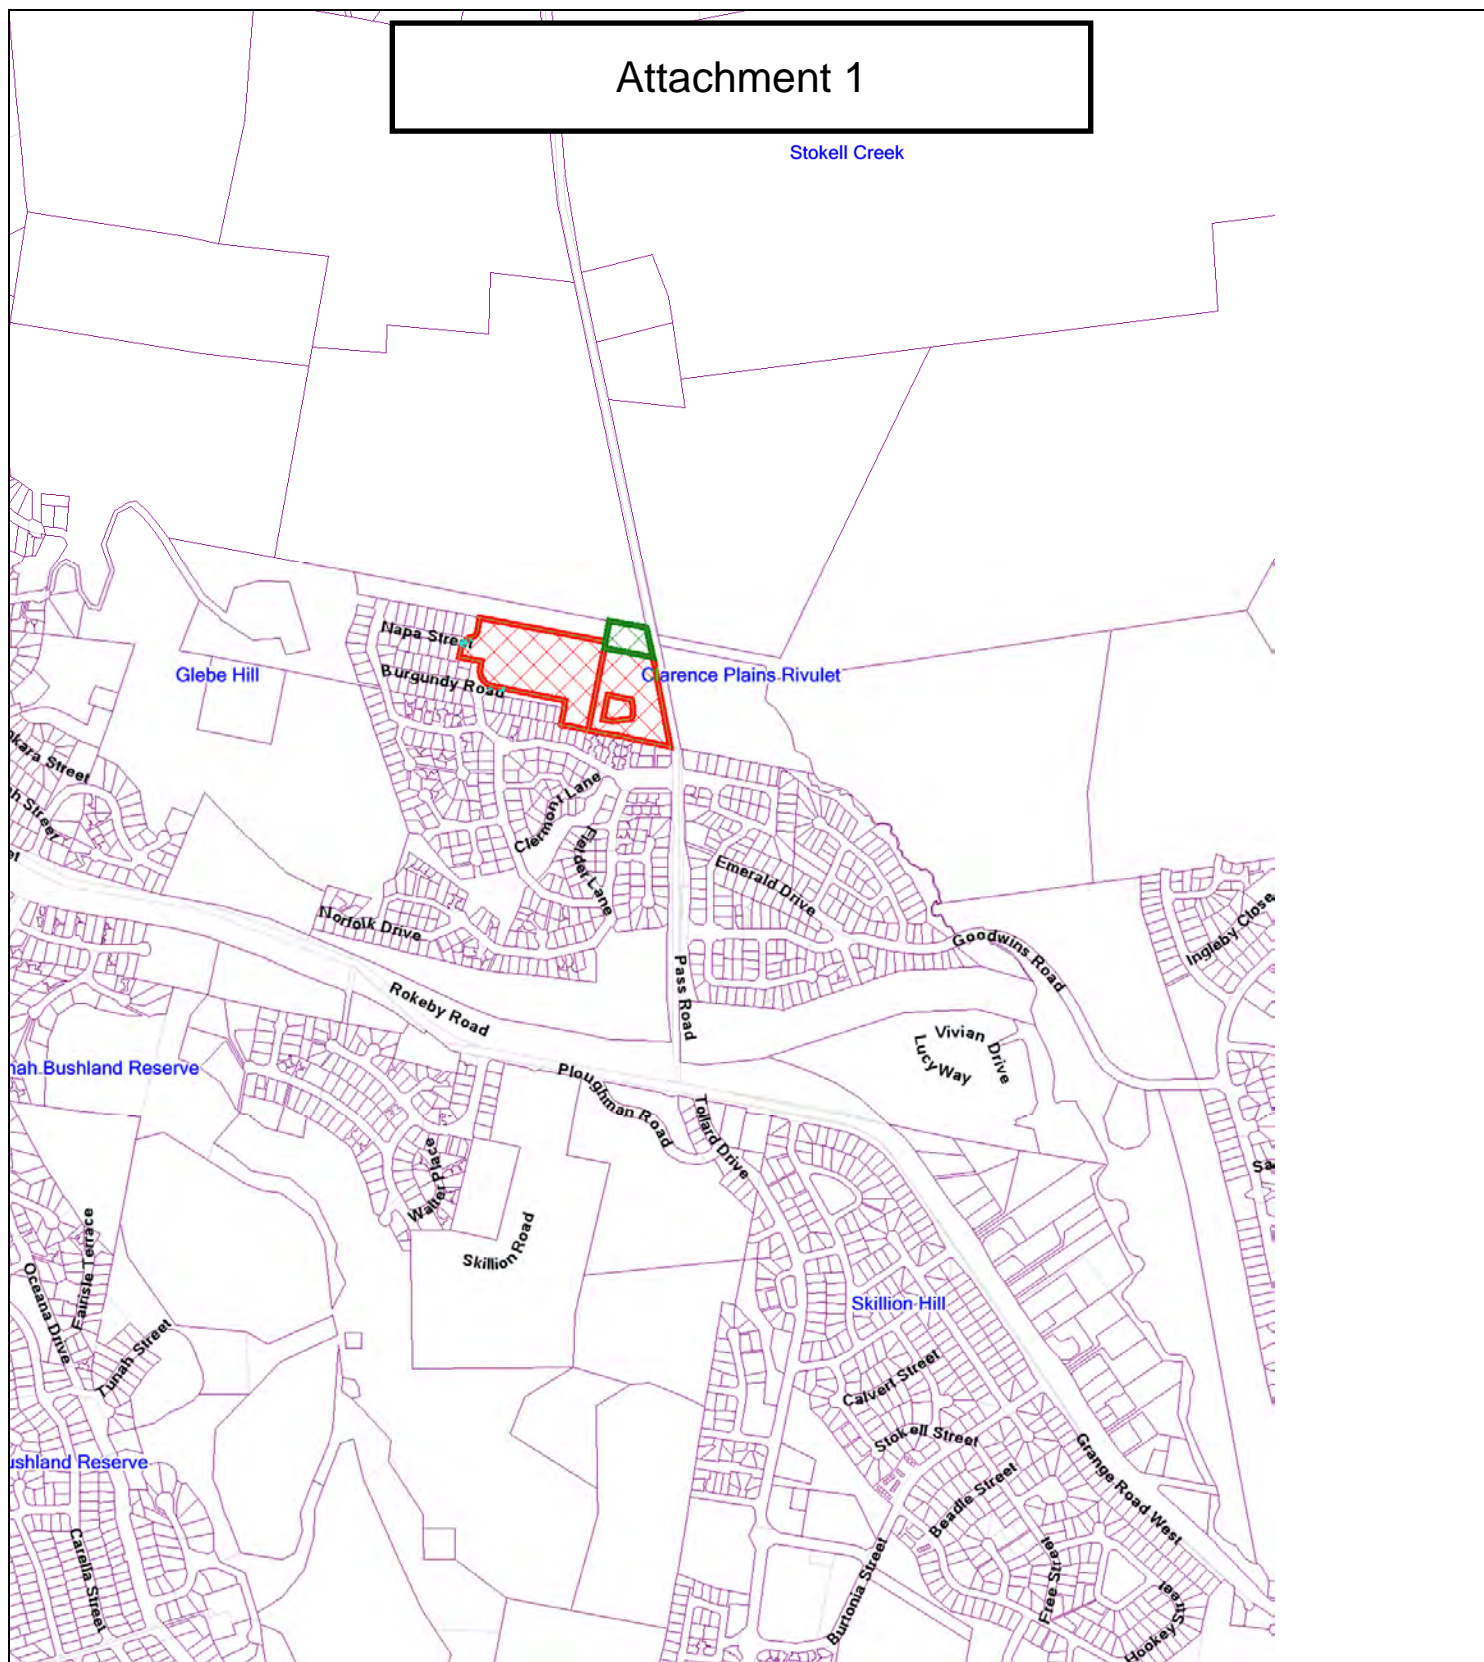 Attachment 1
Stokell Creek
Napa Street
Glebe Hill
Burgundy Road
Clarence Plains Rivulet
Clermont Lane
Elderslie Lane
Emerald Drive
Norfolk Drive
Goodwins Road
Ingleby Close
Pass Road
Rokeby Road
Vivian Drive
Lucy Way
nah Bushland Reserve
Ploughman Road
Tollard Drive
Walter Place
Skillion Road
Fairisle Terrace
Oceana Drive
Tunah Street
Skillion Hill
Calvert Street
Stokell Street
ushland Reserve
Beadle Street
Grange Road West
Carella Street
Burtonia Street
Free Street
Hookey Street